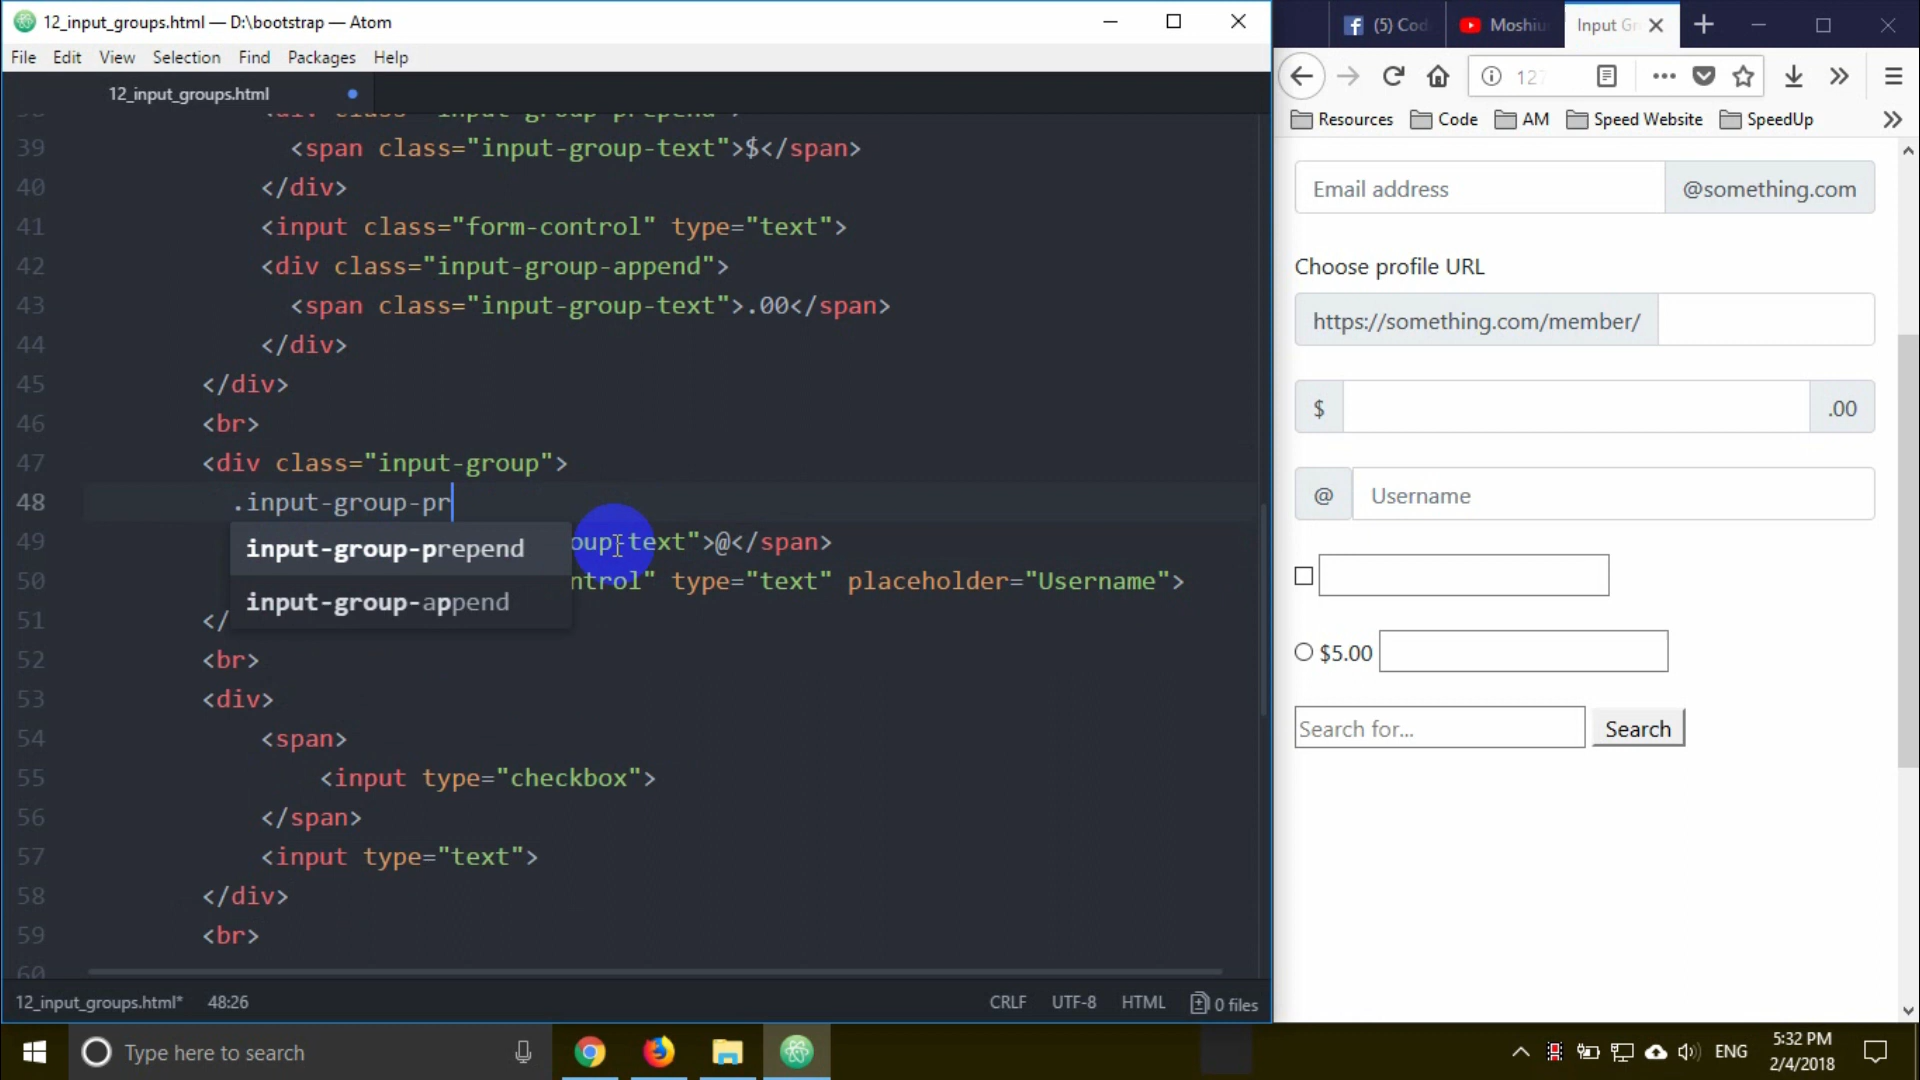 12_input_groups.html — D:\bootstrap — Atom
File Edit View Selection Find Packages Help
12_input_groups.html
39 <span class="input-group-text">$</span>
40 </div>
41 <input class="form-control" type="text">
42 <div class="input-group-append">
43 <span class="input-group-text">.00</span>
44 </div>
45 </div>
46 <br>
47 <div class="input-group">
48 .input-group-pr
49 oup-text">@</span>
input-group-prepend
50 ntrol" type="text" placeholder="Username">
input-group-append
51 </
52 <br>
53 <div>
54 <span>
55 <input type="checkbox">
56 </span>
57 <input type="text">
58 </div>
59 <br>
60
12_input_groups.html* 48:26 CRLF UTF-8 HTML 0 files
(5) Cod Moshiu Input Gr
127
Resources Code AM Speed Website SpeedUp
Email address @something.com
Choose profile URL
https://something.com/member/
$ .00
@ Username
$5.00
Search for... Search
Type here to search
ENG 5:32 PM
2/4/2018